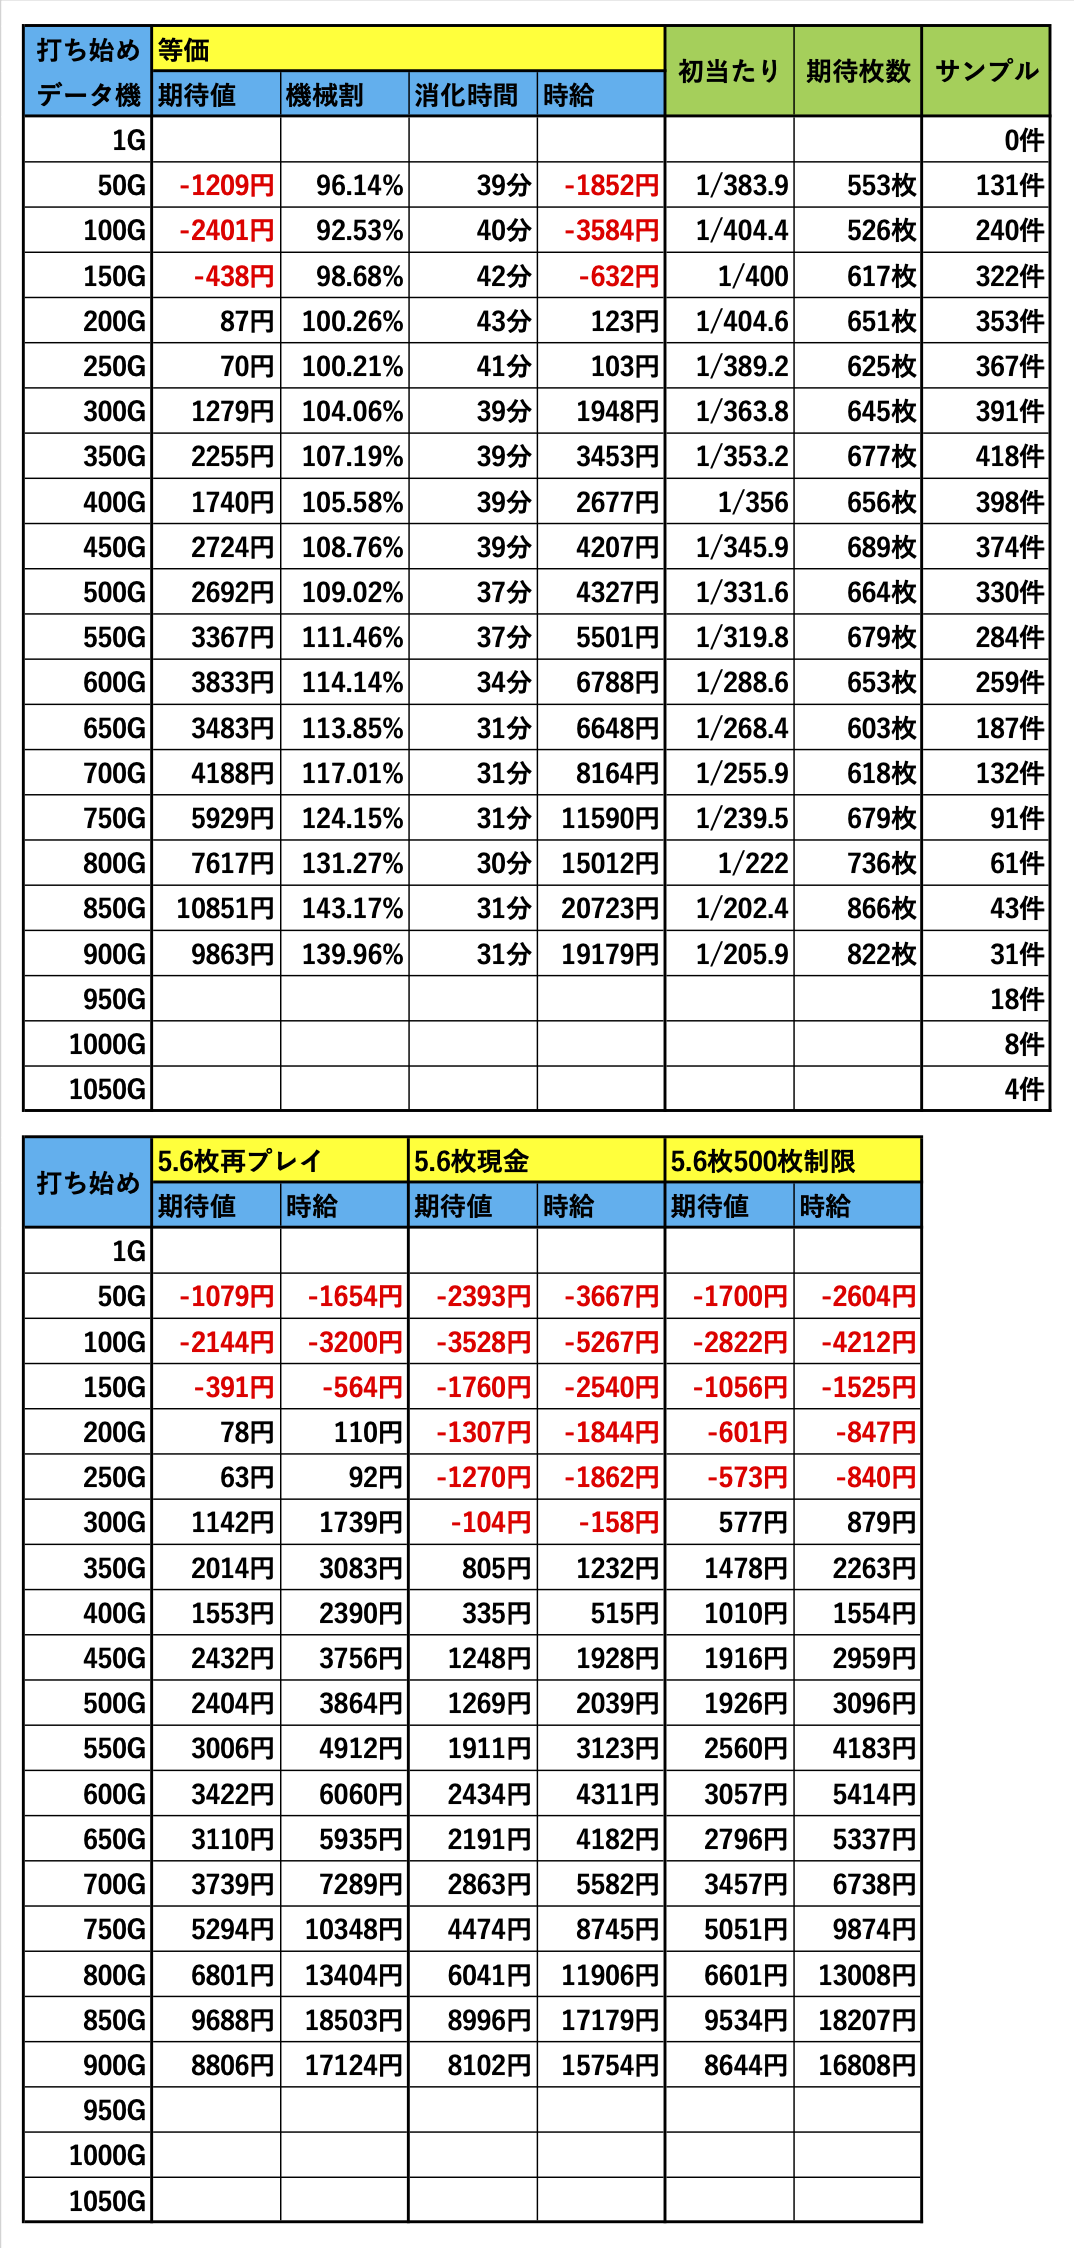 打ち始め 等価 初当たり 期待枚数 サンプル
データ機 期待値 機械割 消化時間 時給
1G 0件
50G -1209円 96.14% 39分 -1852円 1/383.9 553枚 131件
100G -2401円 92.53% 40分 -3584円 1/404.4 526枚 240件
150G -438円 98.68% 42分 -632円 1/400 617枚 322件
200G 87円 100.26% 43分 123円 1/404.6 651枚 353件
250G 70円 100.21% 41分 103円 1/389.2 625枚 367件
300G 1279円 104.06% 39分 1948円 1/363.8 645枚 391件
350G 2255円 107.19% 39分 3453円 1/353.2 677枚 418件
400G 1740円 105.58% 39分 2677円 1/356 656枚 398件
450G 2724円 108.76% 39分 4207円 1/345.9 689枚 374件
500G 2692円 109.02% 37分 4327円 1/331.6 664枚 330件
550G 3367円 111.46% 37分 5501円 1/319.8 679枚 284件
600G 3833円 114.14% 34分 6788円 1/288.6 653枚 259件
650G 3483円 113.85% 31分 6648円 1/268.4 603枚 187件
700G 4188円 117.01% 31分 8164円 1/255.9 618枚 132件
750G 5929円 124.15% 31分 11590円 1/239.5 679枚 91件
800G 7617円 131.27% 30分 15012円 1/222 736枚 61件
850G 10851円 143.17% 31分 20723円 1/202.4 866枚 43件
900G 9863円 139.96% 31分 19179円 1/205.9 822枚 31件
950G 18件
1000G 8件
1050G 4件
打ち始め 5.6枚再プレイ 5.6枚現金 5.6枚500枚制限
期待値 時給 期待値 時給 期待値 時給
1G
50G -1079円 -1654円 -2393円 -3667円 -1700円 -2604円
100G -2144円 -3200円 -3528円 -5267円 -2822円 -4212円
150G -391円 -564円 -1760円 -2540円 -1056円 -1525円
200G 78円 110円 -1307円 -1844円 -601円 -847円
250G 63円 92円 -1270円 -1862円 -573円 -840円
300G 1142円 1739円 -104円 -158円 577円 879円
350G 2014円 3083円 805円 1232円 1478円 2263円
400G 1553円 2390円 335円 515円 1010円 1554円
450G 2432円 3756円 1248円 1928円 1916円 2959円
500G 2404円 3864円 1269円 2039円 1926円 3096円
550G 3006円 4912円 1911円 3123円 2560円 4183円
600G 3422円 6060円 2434円 4311円 3057円 5414円
650G 3110円 5935円 2191円 4182円 2796円 5337円
700G 3739円 7289円 2863円 5582円 3457円 6738円
750G 5294円 10348円 4474円 8745円 5051円 9874円
800G 6801円 13404円 6041円 11906円 6601円 13008円
850G 9688円 18503円 8996円 17179円 9534円 18207円
900G 8806円 17124円 8102円 15754円 8644円 16808円
950G
1000G
1050G